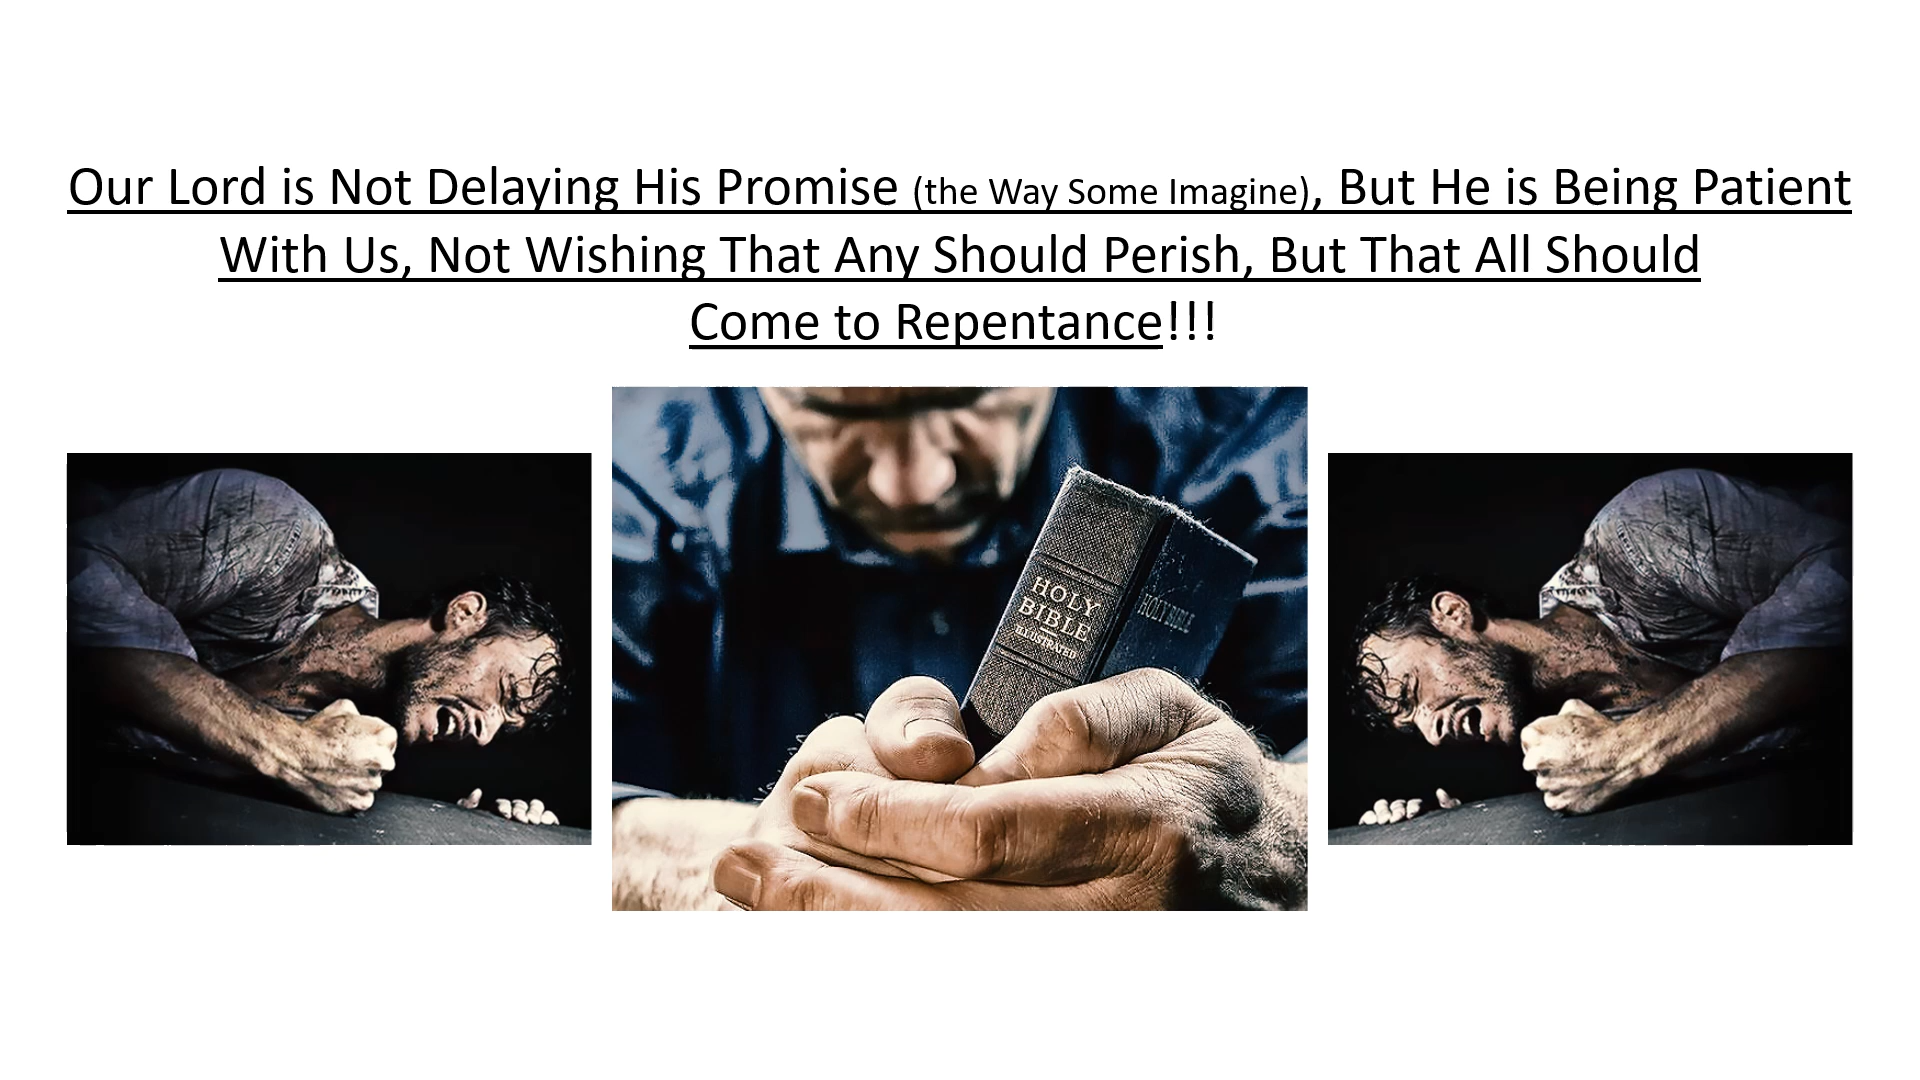 Our Lord is Not Delaying His Promise (the Way Some Imagine), But He is Being Patient
With Us, Not Wishing That Any Should Perish, But That All Should
Come to Repentance!!!
HOLY
BIBLE
ILLUSTRATED
HOLY BIBLE